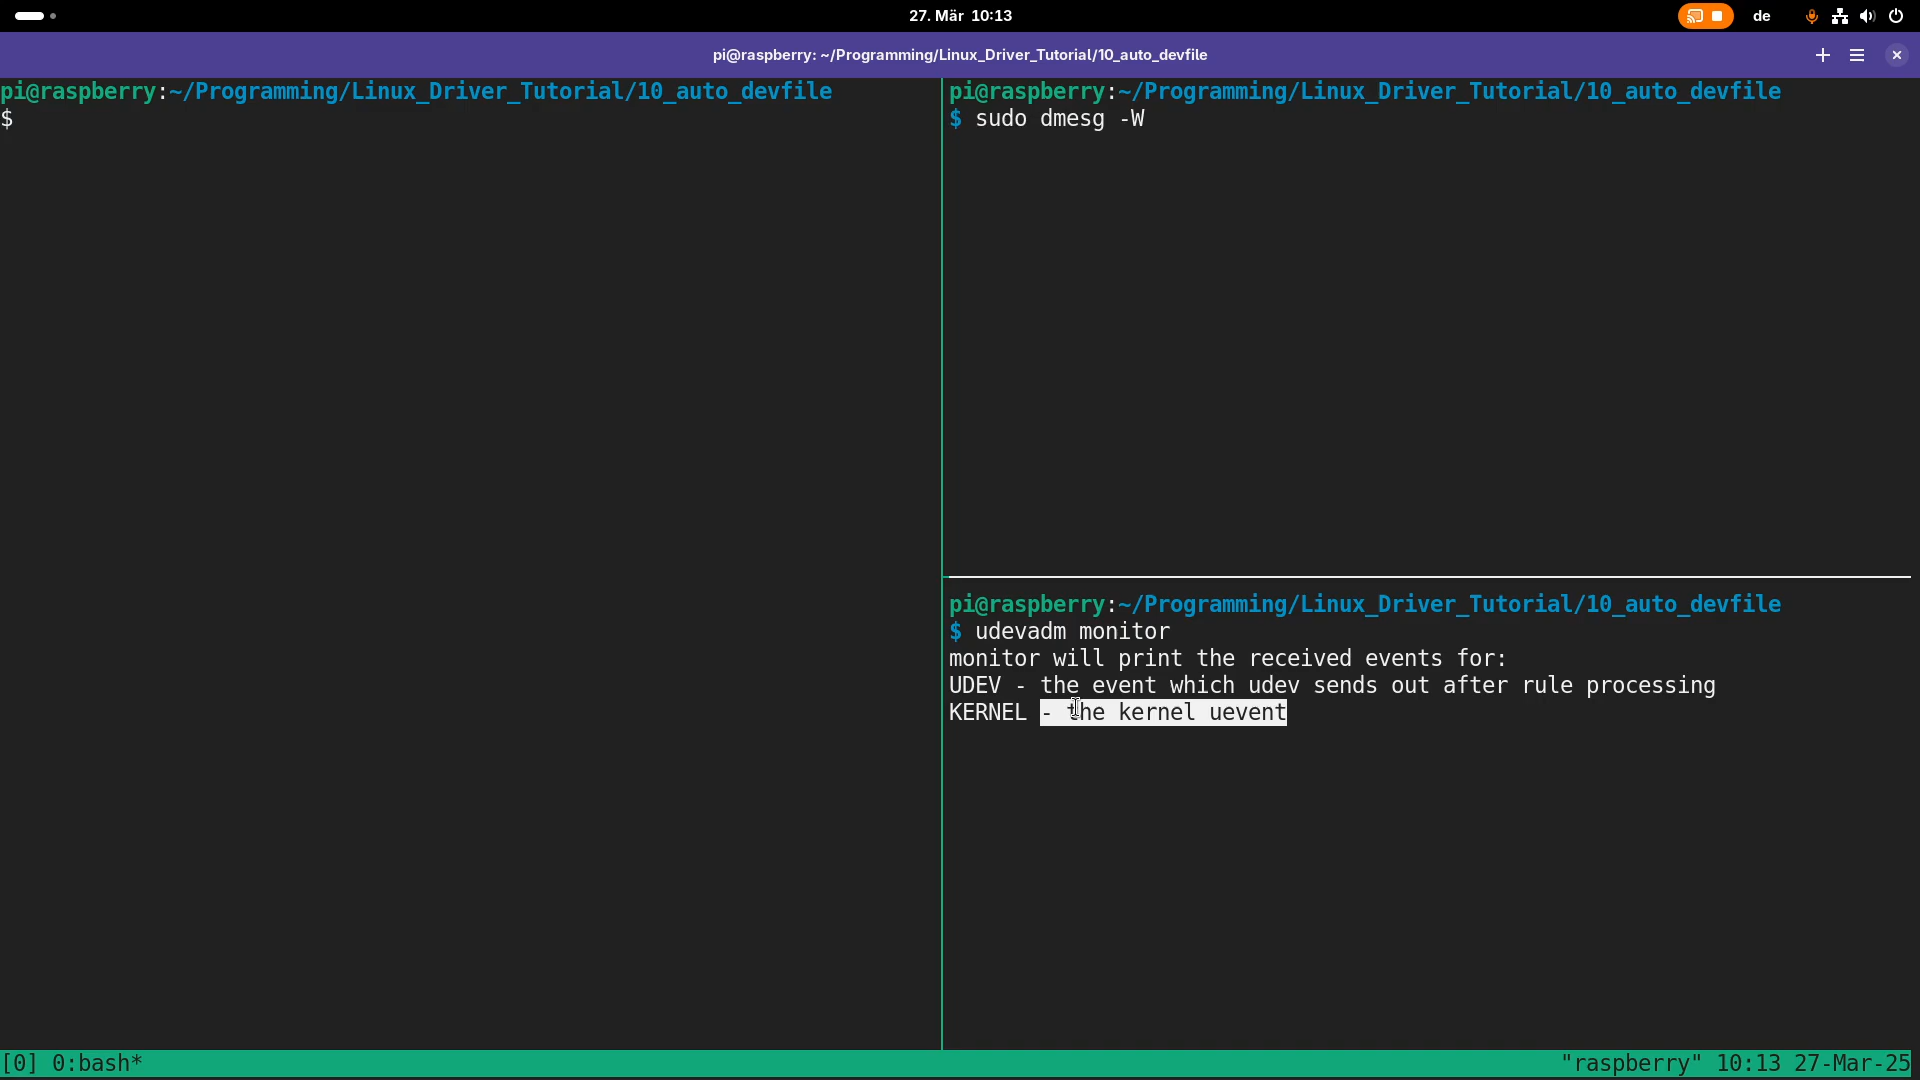 27. Mär 10:13
de
pi@raspberry: ~/Programming/Linux_Driver_Tutorial/10_auto_devfile
pi@raspberry:~/Programming/Linux_Driver_Tutorial/10_auto_devfile
$
pi@raspberry:~/Programming/Linux_Driver_Tutorial/10_auto_devfile
$ sudo dmesg -W
pi@raspberry:~/Programming/Linux_Driver_Tutorial/10_auto_devfile
$ udevadm monitor
monitor will print the received events for:
UDEV - the event which udev sends out after rule processing
KERNEL - the kernel uevent
[0] 0:bash*
"raspberry" 10:13 27-Mar-25